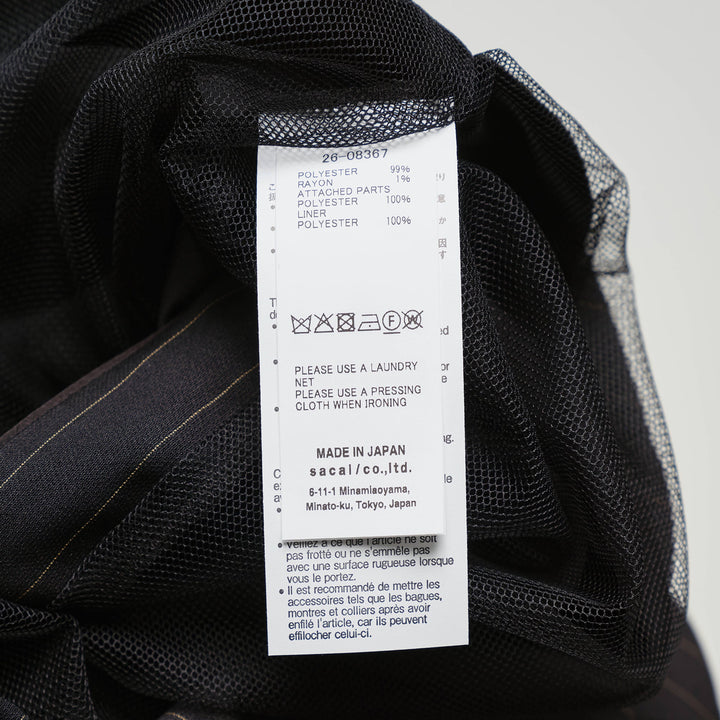 26-08367
POLYESTER 99%
RAYON 1%
ATTACHED PARTS
POLYESTER 100%
LINER
POLYESTER 100%
F W
PLEASE USE A LAUNDRY
NET
PLEASE USE A PRESSING
CLOTH WHEN IRONING
MADE IN JAPAN
sacai/co.,ltd.
6-11-1 Minamiaoyama,
Minato-ku, Tokyo, Japan
Veillez à ce que l'article ne soit
pas frotté ou ne s'emmêle pas
avec une surface rugueuse lorsque
vous le portez.
• Il est recommandé de mettre les
accessoires tels que les bagues,
montres et colliers après avoir
enfilé l'article, car ils peuvent
effilocher celui-ci.